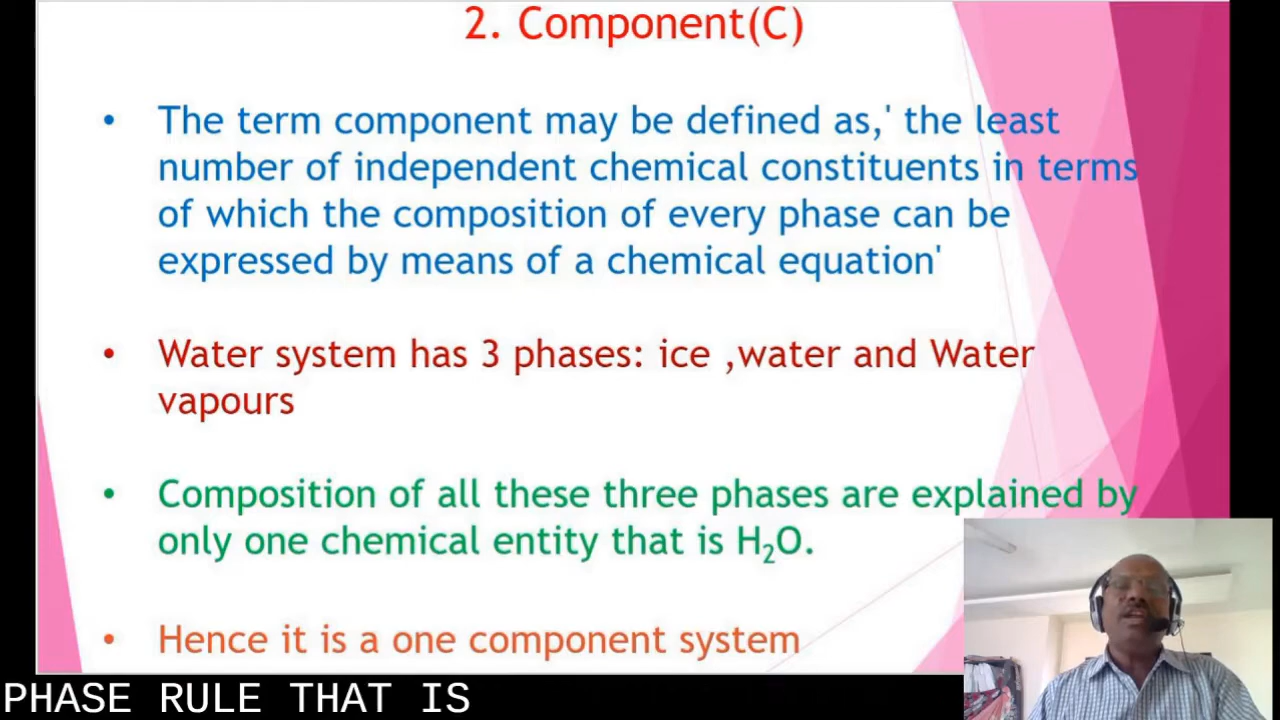 2. Component(C)
• The term component may be defined as,' the least
number of independent chemical constituents in terms
of which the composition of every phase can be
expressed by means of a chemical equation'
• Water system has 3 phases: ice ,water and Water
vapours
• Composition of all these three phases are explained by
only one chemical entity that is H₂O.
• Hence it is a one component system
PHASE RULE THAT IS